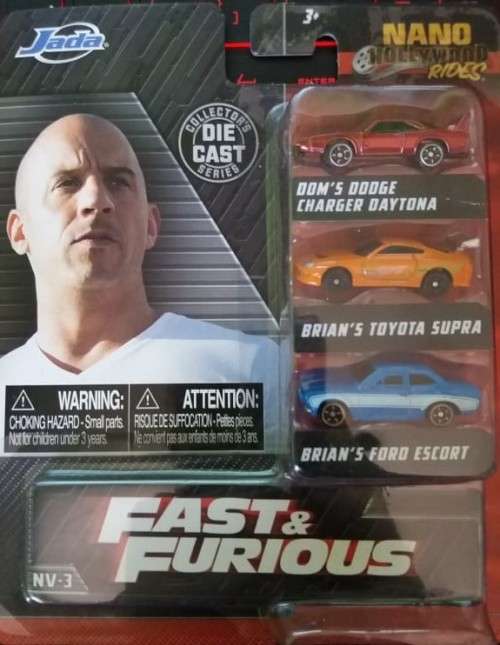 Jada
3+
NANO
HOLLYWOOD
RIDES
ENTER
COLLECTOR'S
DIE
CAST
SERIES
DOM'S DODGE
CHARGER DAYTONA
BRIAN'S TOYOTA SUPRA
BRIAN'S FORD ESCORT
WARNING:
CHOKING HAZARD - Small parts.
Not for children under 3 years.
ATTENTION:
RISQUE DE SUFFOCATION - Petites pièces.
Ne convient pas aux enfants de moins de 3 ans.
FAST &
FURIOUS
NV-3